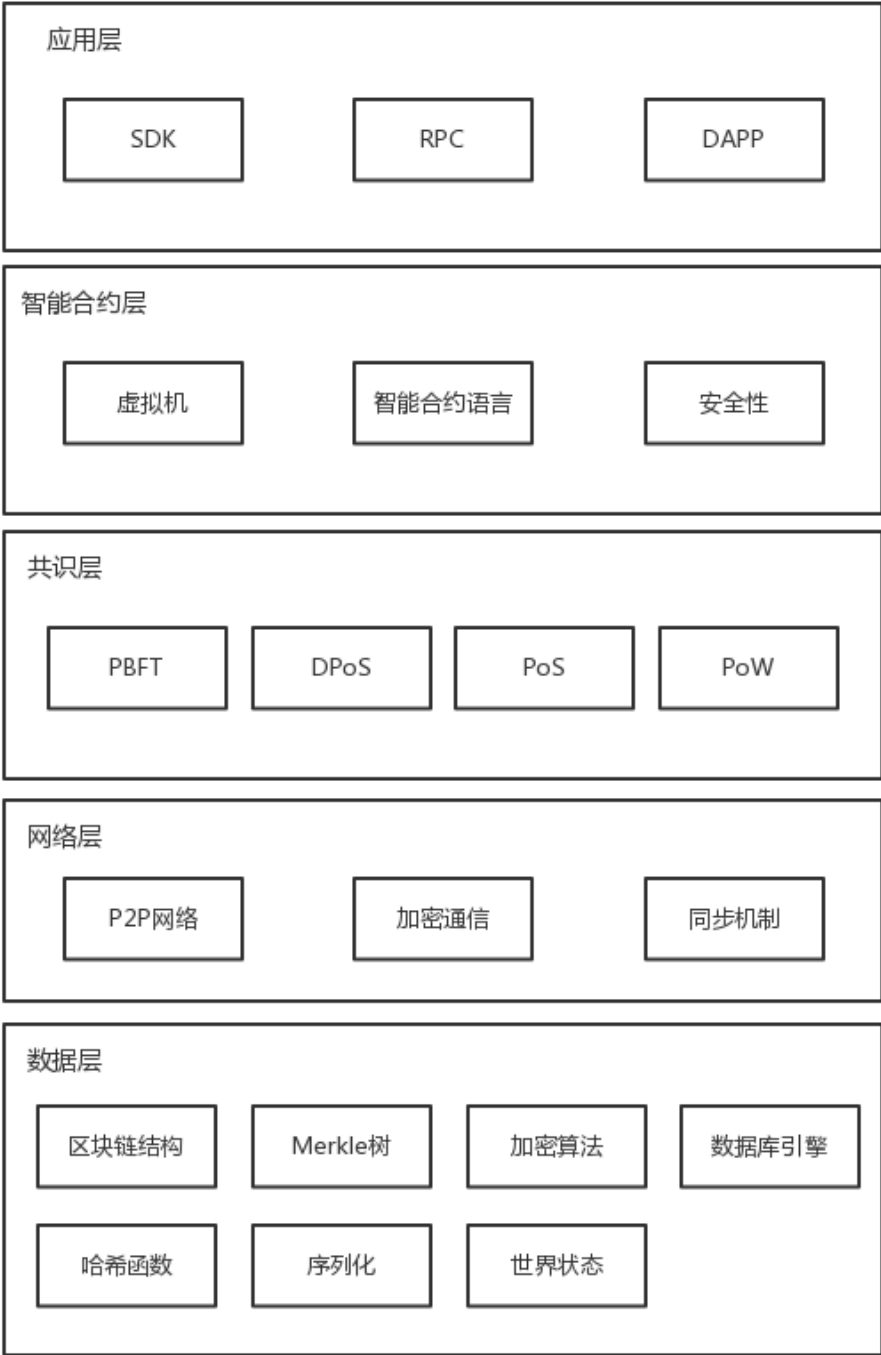 应用层
SDK
RPC
DAPP
智能合约层
虚拟机
智能合约语言
安全性
共识层
PBFT
DPoS
PoS
PoW
网络层
P2P网络
加密通信
同步机制
数据层
区块链结构
Merkle树
加密算法
数据库引擎
哈希函数
序列化
世界状态